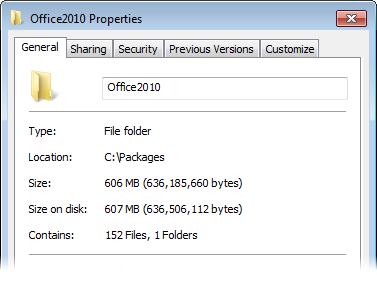 Office2010 Properties
General Sharing Security Previous Versions Customize
Office2010
Type: File folder
Location: C:\Packages
Size: 606 MB (636,185,660 bytes)
Size on disk: 607 MB (636,506,112 bytes)
Contains: 152 Files, 1 Folders